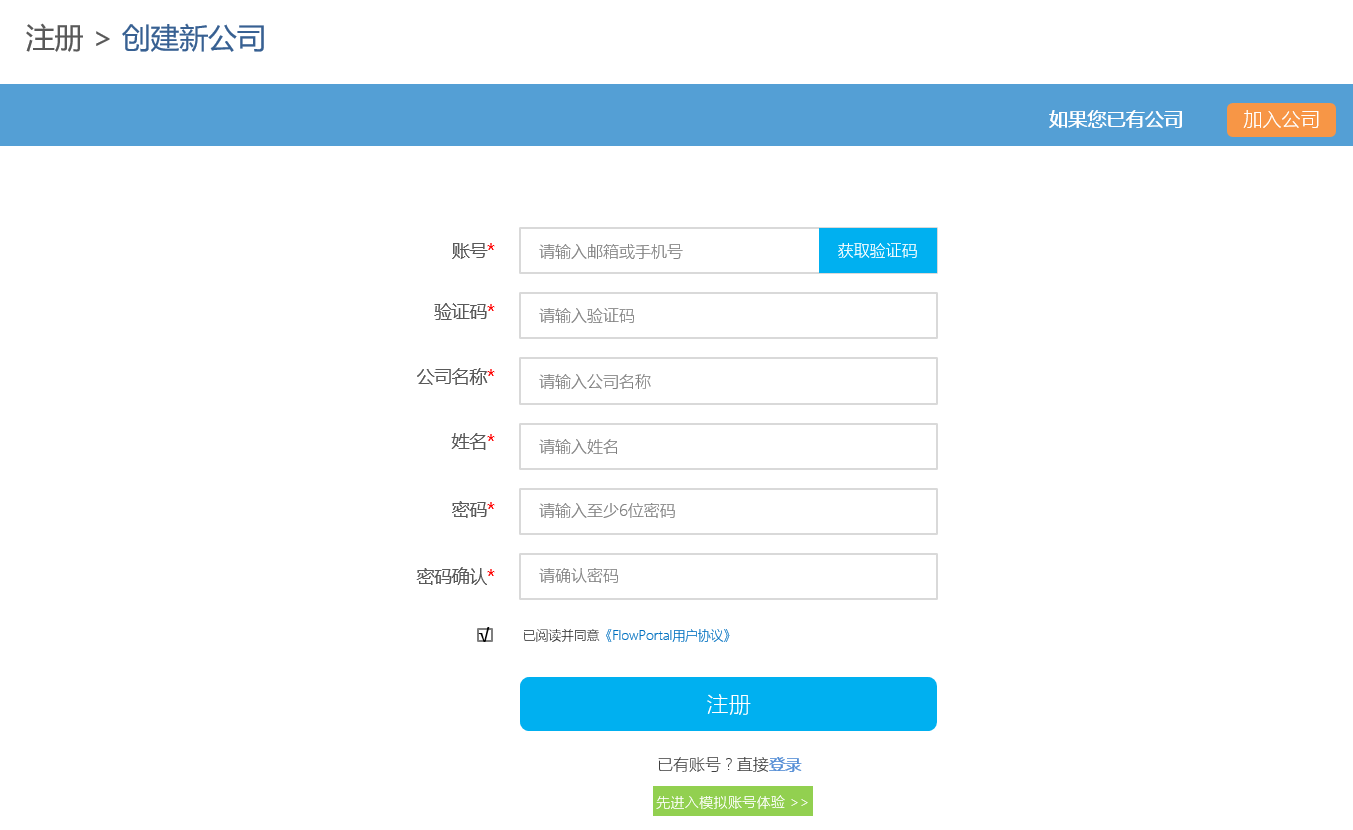 注册 > 创建新公司
如果您已有公司 加入公司
账号* 请输入邮箱或手机号 获取验证码
验证码* 请输入验证码
公司名称* 请输入公司名称
姓名* 请输入姓名
密码* 请输入至少6位密码
密码确认* 请确认密码
已阅读并同意《FlowPortal用户协议》
注册
已有账号？直接登录
先进入模拟账号体验 >>